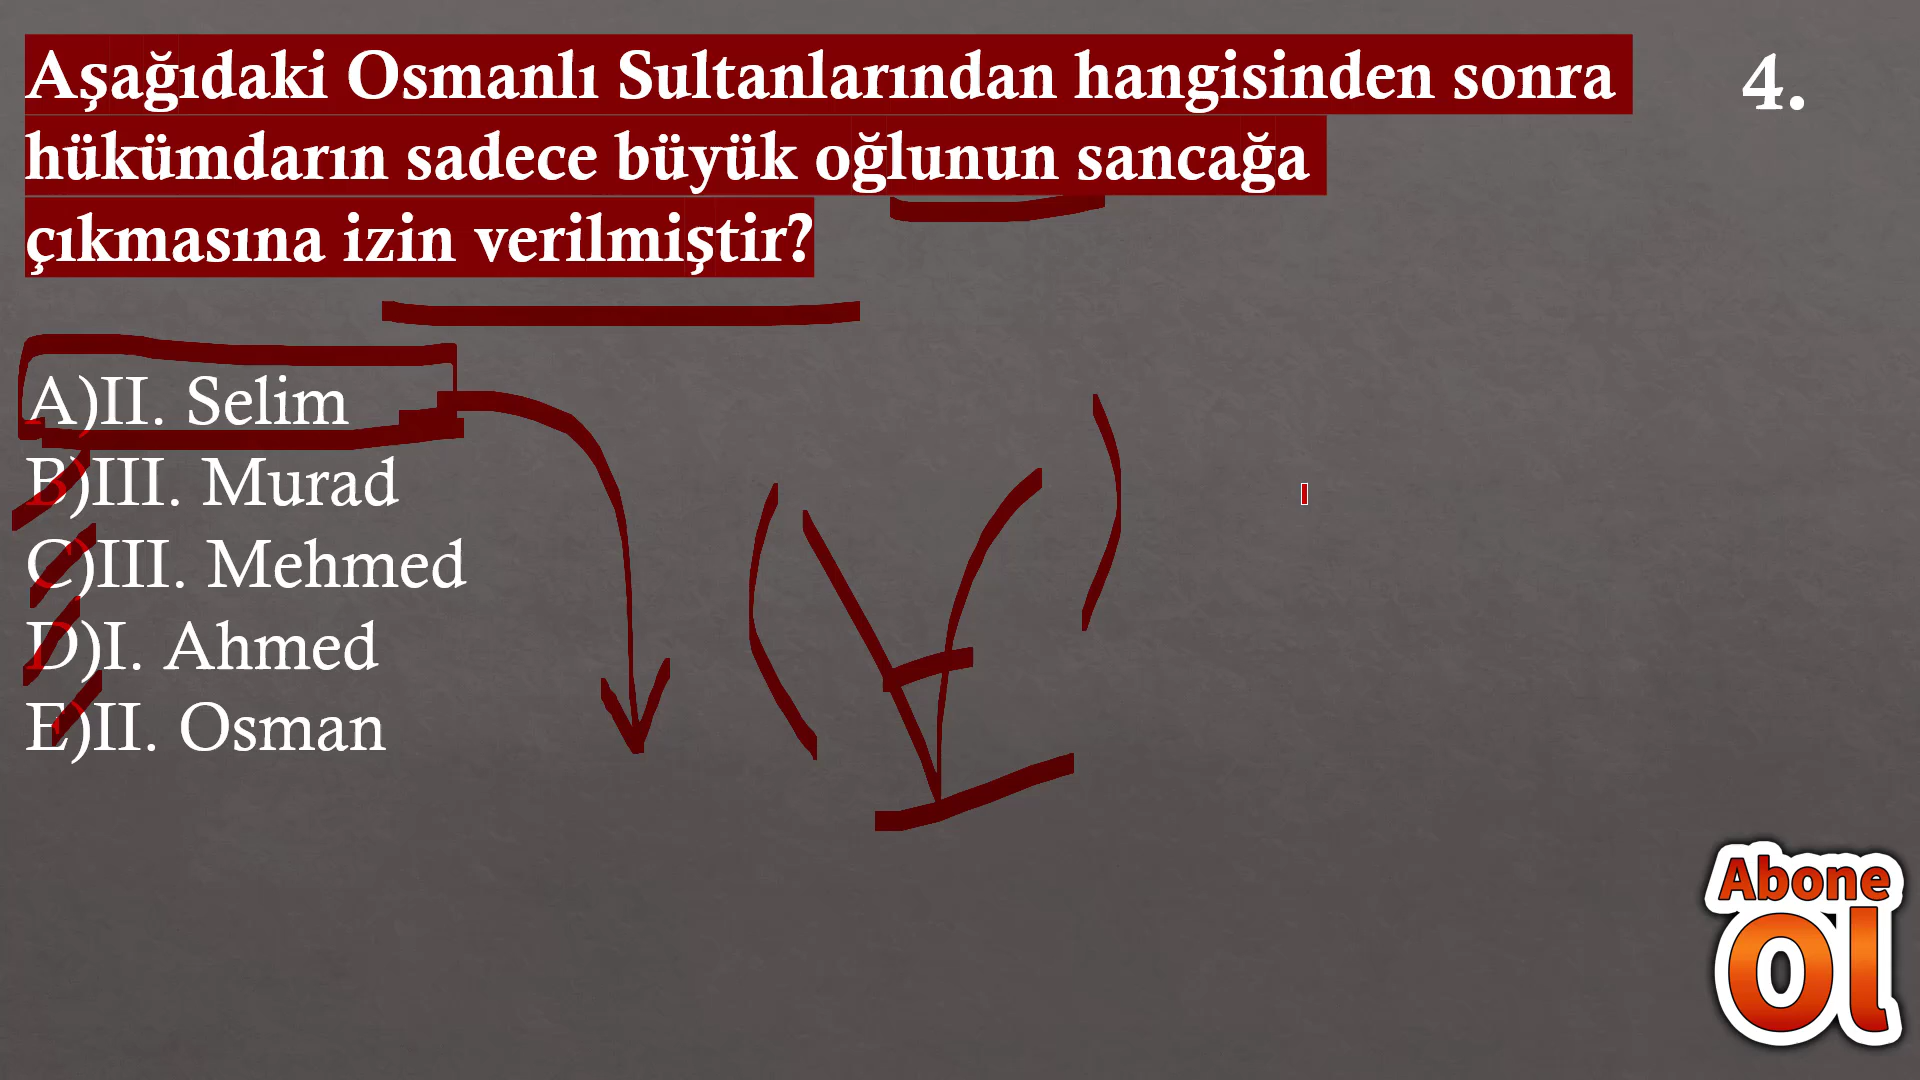 Aşağıdaki Osmanlı Sultanlarından hangisinden sonra
hükümdarın sadece büyük oğlunun sancağa
çıkmasına izin verilmiştir?
4.
A)II. Selim
B)III. Murad
C)III. Mehmed
D)I. Ahmed
E)II. Osman
Abone
Ol